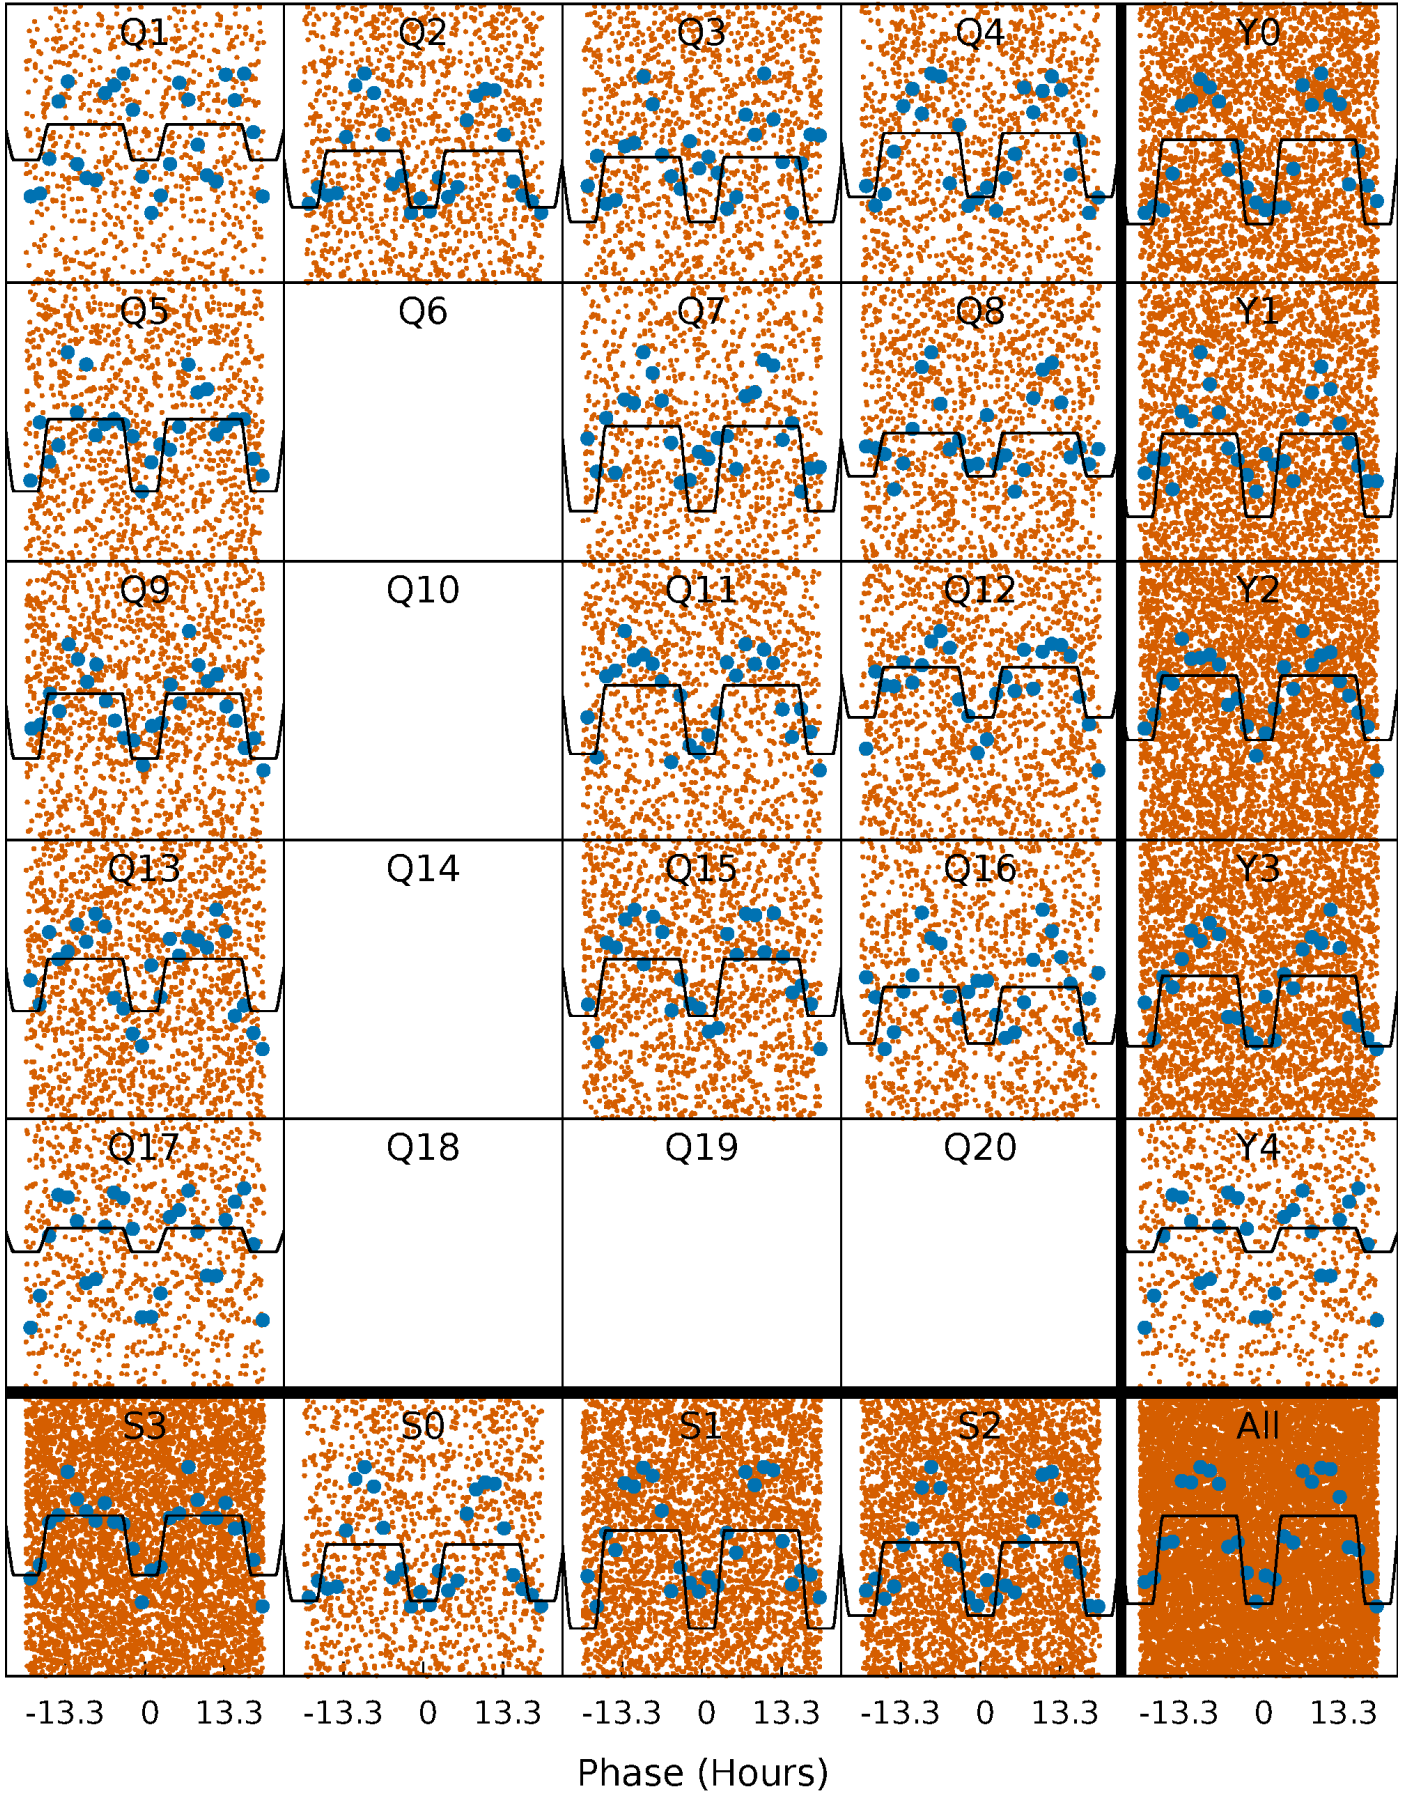 Q1 Q2 Q3 Q4 Y0
Q5 Q6 Q7 Q8 Y1
Q9 Q10 Q11 Q12 Y2
Q13 Q14 Q15 Q16 Y3
Q17 Q18 Q19 Q20 Y4
S3 S0 S1 S2 All
-13.3 0 13.3 -13.3 0 13.3 -13.3 0 13.3 -13.3 0 13.3 -13.3 0 13.3
Phase (Hours)